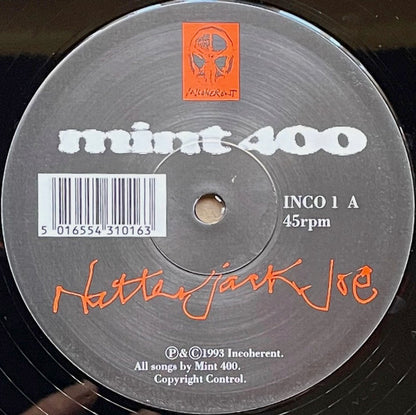 INCOHERENT
mint 400
INCO 1 A
45rpm
5 016554 310163
Natterjack Joe
Ⓟ & ©1993 Incoherent.
All songs by Mint 400.
Copyright Control.